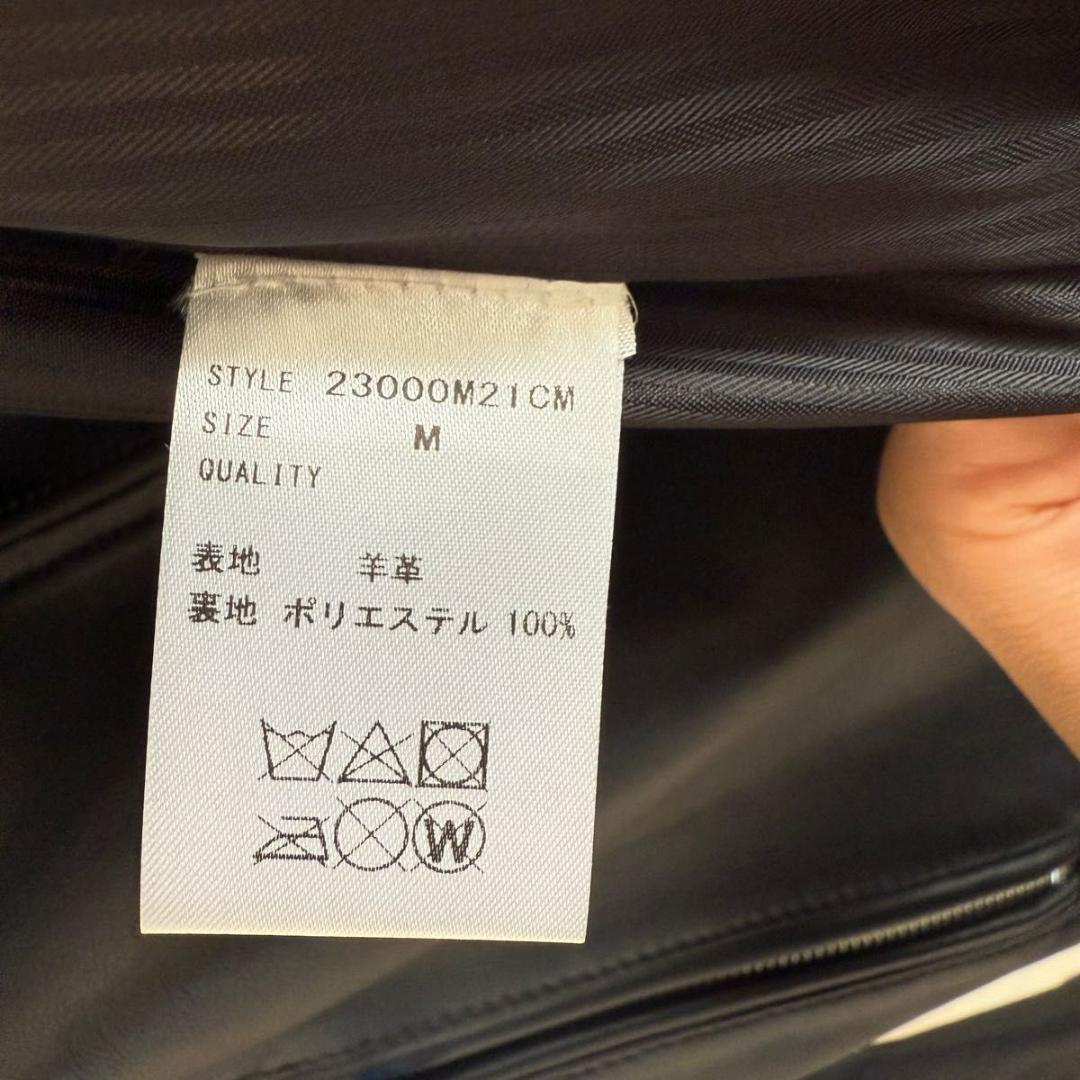 STYLE 23000M21CM
SIZE M
QUALITY
表地 羊革
裏地 ポリエステル 100%
W